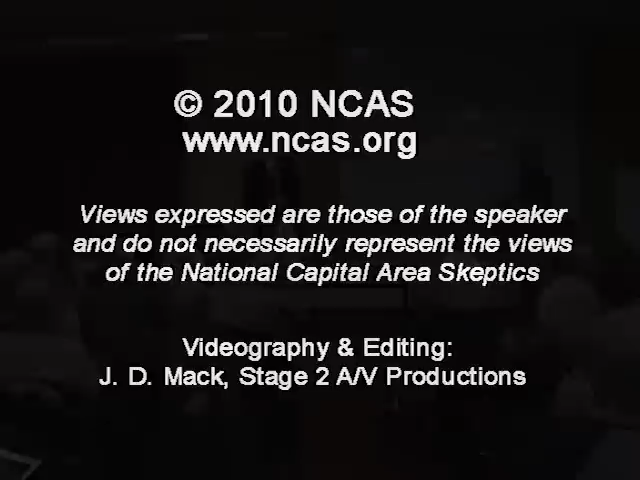 © 2010 NCAS
www.ncas.org
Views expressed are those of the speaker
and do not necessarily represent the views
of the National Capital Area Skeptics
Videography & Editing:
J. D. Mack, Stage 2 A/V Productions